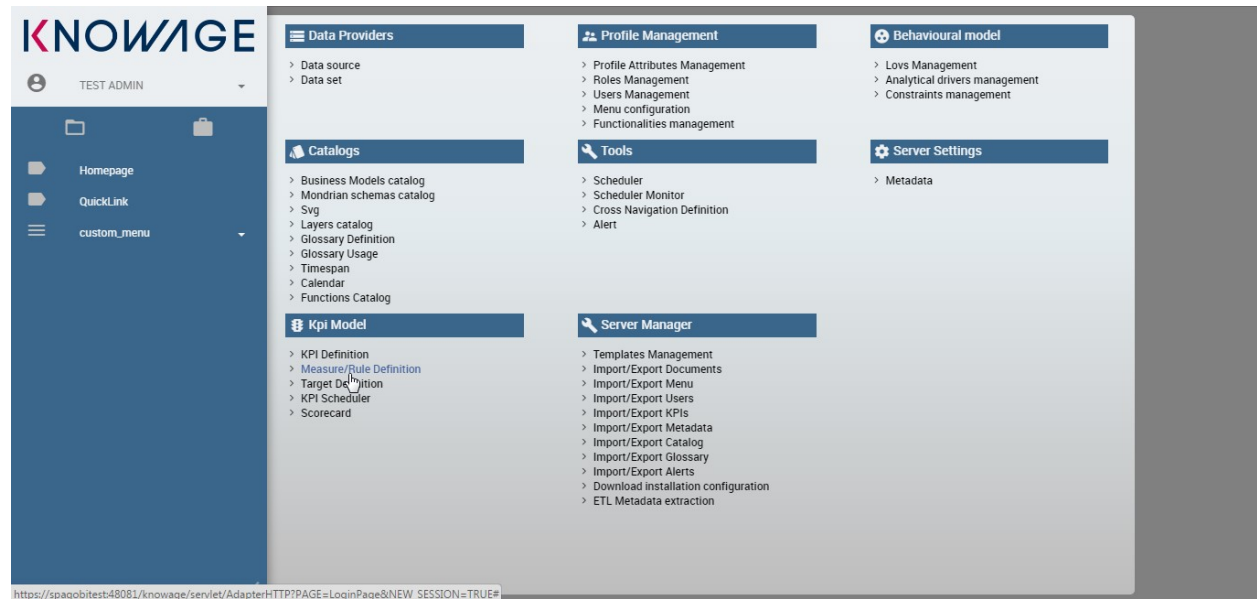 KNOWAGE
TEST ADMIN
Homepage
QuickLink
custom_menu
Data Providers
> Data source
> Data set
Profile Management
> Profile Attributes Management
> Roles Management
> Users Management
> Menu configuration
> Functionalities management
Behavioural model
> Lovs Management
> Analytical drivers management
> Constraints management
Catalogs
> Business Models catalog
> Mondrian schemas catalog
> Svg
> Layers catalog
> Glossary Definition
> Glossary Usage
> Timespan
> Calendar
> Functions Catalog
Tools
> Scheduler
> Scheduler Monitor
> Cross Navigation Definition
> Alert
Server Settings
> Metadata
Kpi Model
> KPI Definition
> Measure/Rule Definition
> Target Definition
> KPI Scheduler
> Scorecard
Server Manager
> Templates Management
> Import/Export Documents
> Import/Export Menu
> Import/Export Users
> Import/Export KPIs
> Import/Export Metadata
> Import/Export Catalog
> Import/Export Glossary
> Import/Export Alerts
> Download installation configuration
> ETL Metadata extraction
https://spagobitest:48081/knowage/servlet/AdapterHTTP?PAGE=LoginPage&NEW_SESSION=TRUE#